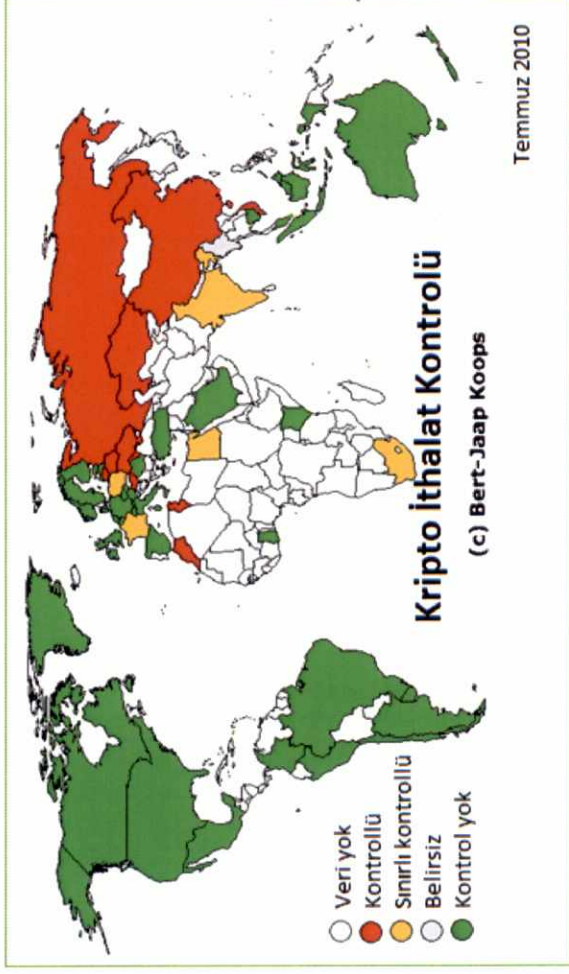 Kripto İthalat Kontrolü
(c) Bert-Jaap Koops
Temmuz 2010
Veri yok
Kontrollü
Sınırlı kontrollü
Belirsiz
Kontrol yok